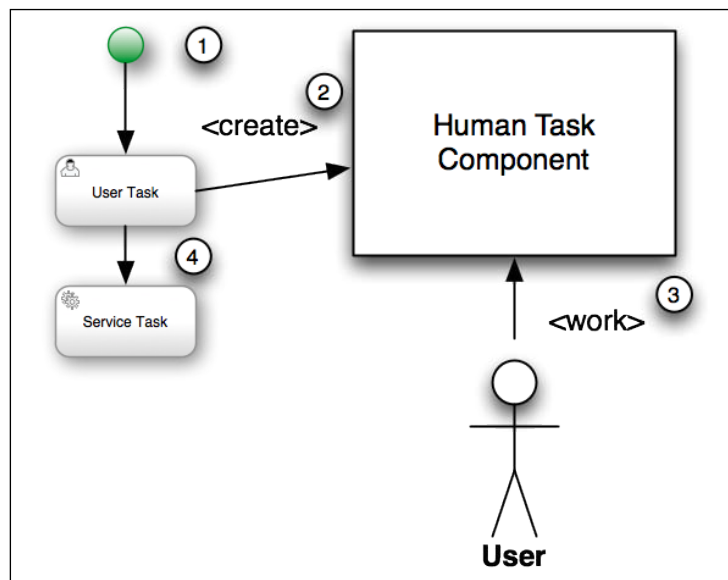 1
2
<create>
Human Task
Component
User Task
4
Service Task
3
<work>
User